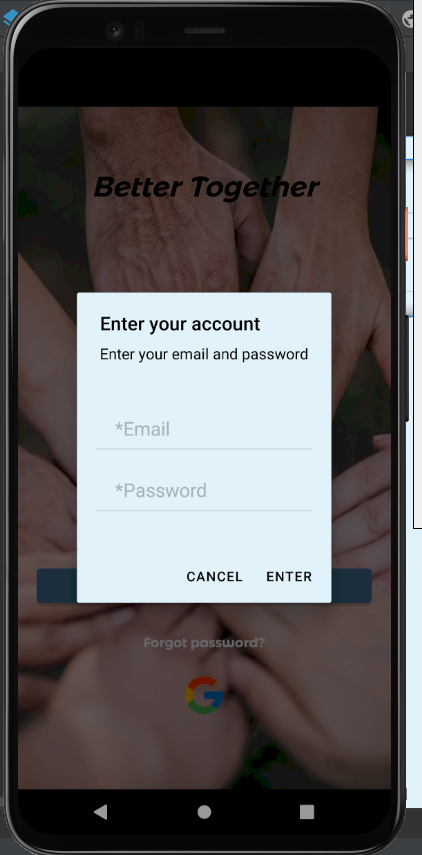 Better Together
Enter your account
Enter your email and password
*Email
*Password
CANCEL ENTER
Forgot password?